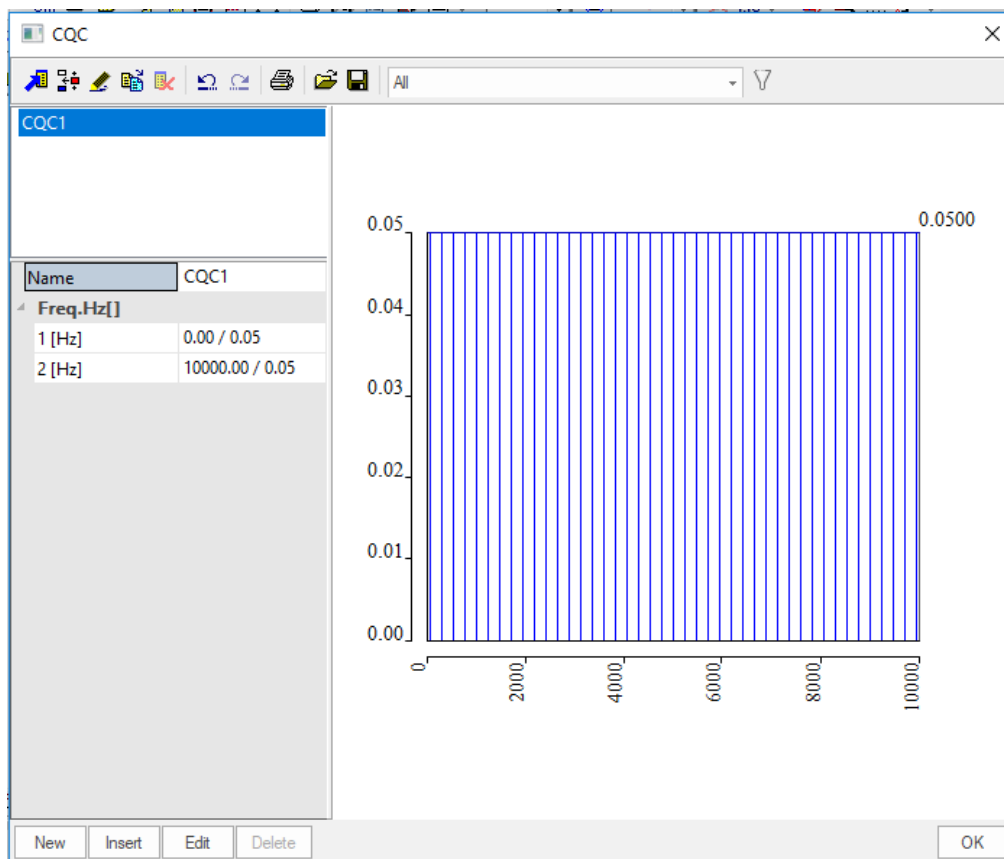 CQC
All
CQC1
Name CQC1
Freq.Hz[]
1 [Hz] 0.00 / 0.05
2 [Hz] 10000.00 / 0.05
0.0500
0.05
0.04
0.03
0.02
0.01
0.00
0 2000 4000 6000 8000 10000
New Insert Edit Delete OK